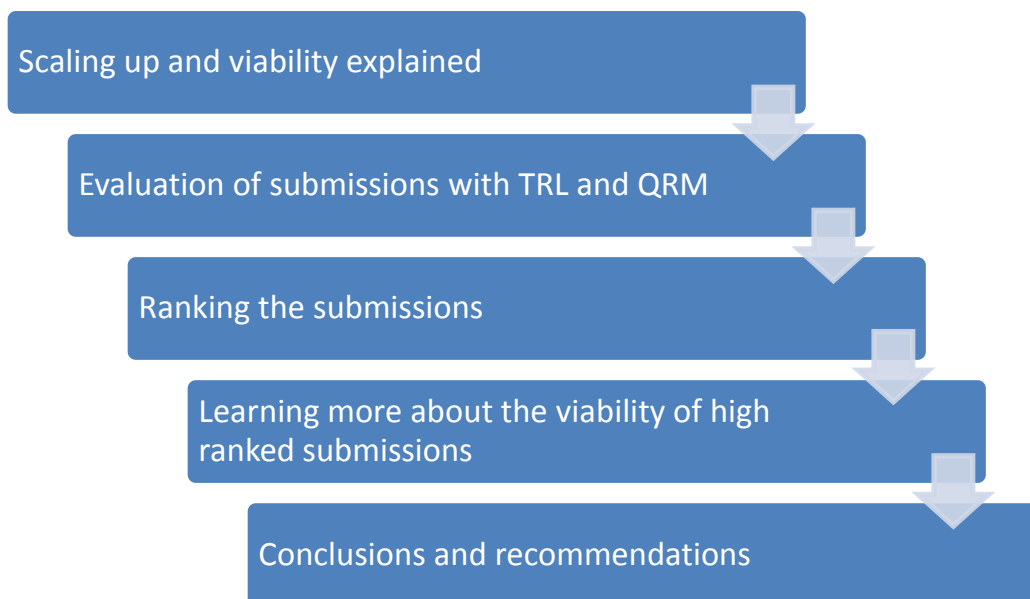 Scaling up and viability explained
Evaluation of submissions with TRL and QRM
Ranking the submissions
Learning more about the viability of high
ranked submissions
Conclusions and recommendations